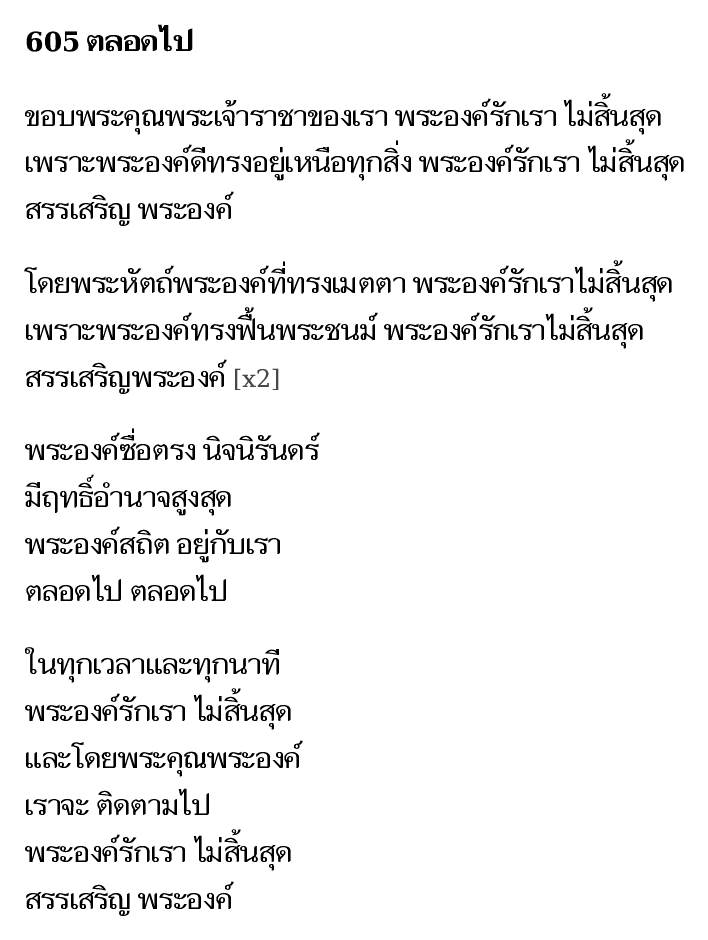 605 ตลอดไป
ขอบพระคุณพระเจ้าราชาของเรา พระองค์รักเรา ไม่สิ้นสุด
เพราะพระองค์ดีทรงอยู่เหนือทุกสิ่ง พระองค์รักเรา ไม่สิ้นสุด
สรรเสริญ พระองค์
โดยพระหัตถ์พระองค์ที่ทรงเมตตา พระองค์รักเราไม่สิ้นสุด
เพราะพระองค์ทรงฟื้นพระชนม์ พระองค์รักเราไม่สิ้นสุด
สรรเสริญพระองค์ [x2]
พระองค์ซื่อตรง นิจนิรันดร์
มีฤทธิ์อำนาจสูงสุด
พระองค์สถิต อยู่กับเรา
ตลอดไป ตลอดไป
ในทุกเวลาและทุกนาที
พระองค์รักเรา ไม่สิ้นสุด
และโดยพระคุณพระองค์
เราจะ ติดตามไป
พระองค์รักเรา ไม่สิ้นสุด
สรรเสริญ พระองค์